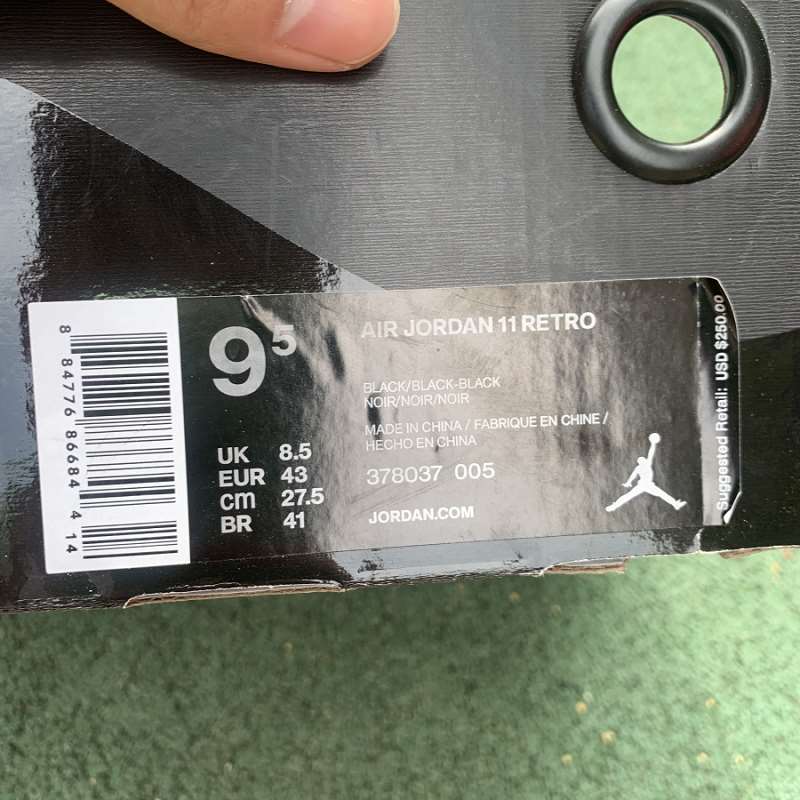 8 84776 86684 4 14
9 5
AIR JORDAN 11 RETRO
BLACK/BLACK-BLACK
NOIR/NOIR/NOIR
MADE IN CHINA / FABRIQUE EN CHINE /
HECHO EN CHINA
378037 005
JORDAN.COM
UK 8.5
EUR 43
CM 27.5
BR 41
Suggested Retail: USD $250.00